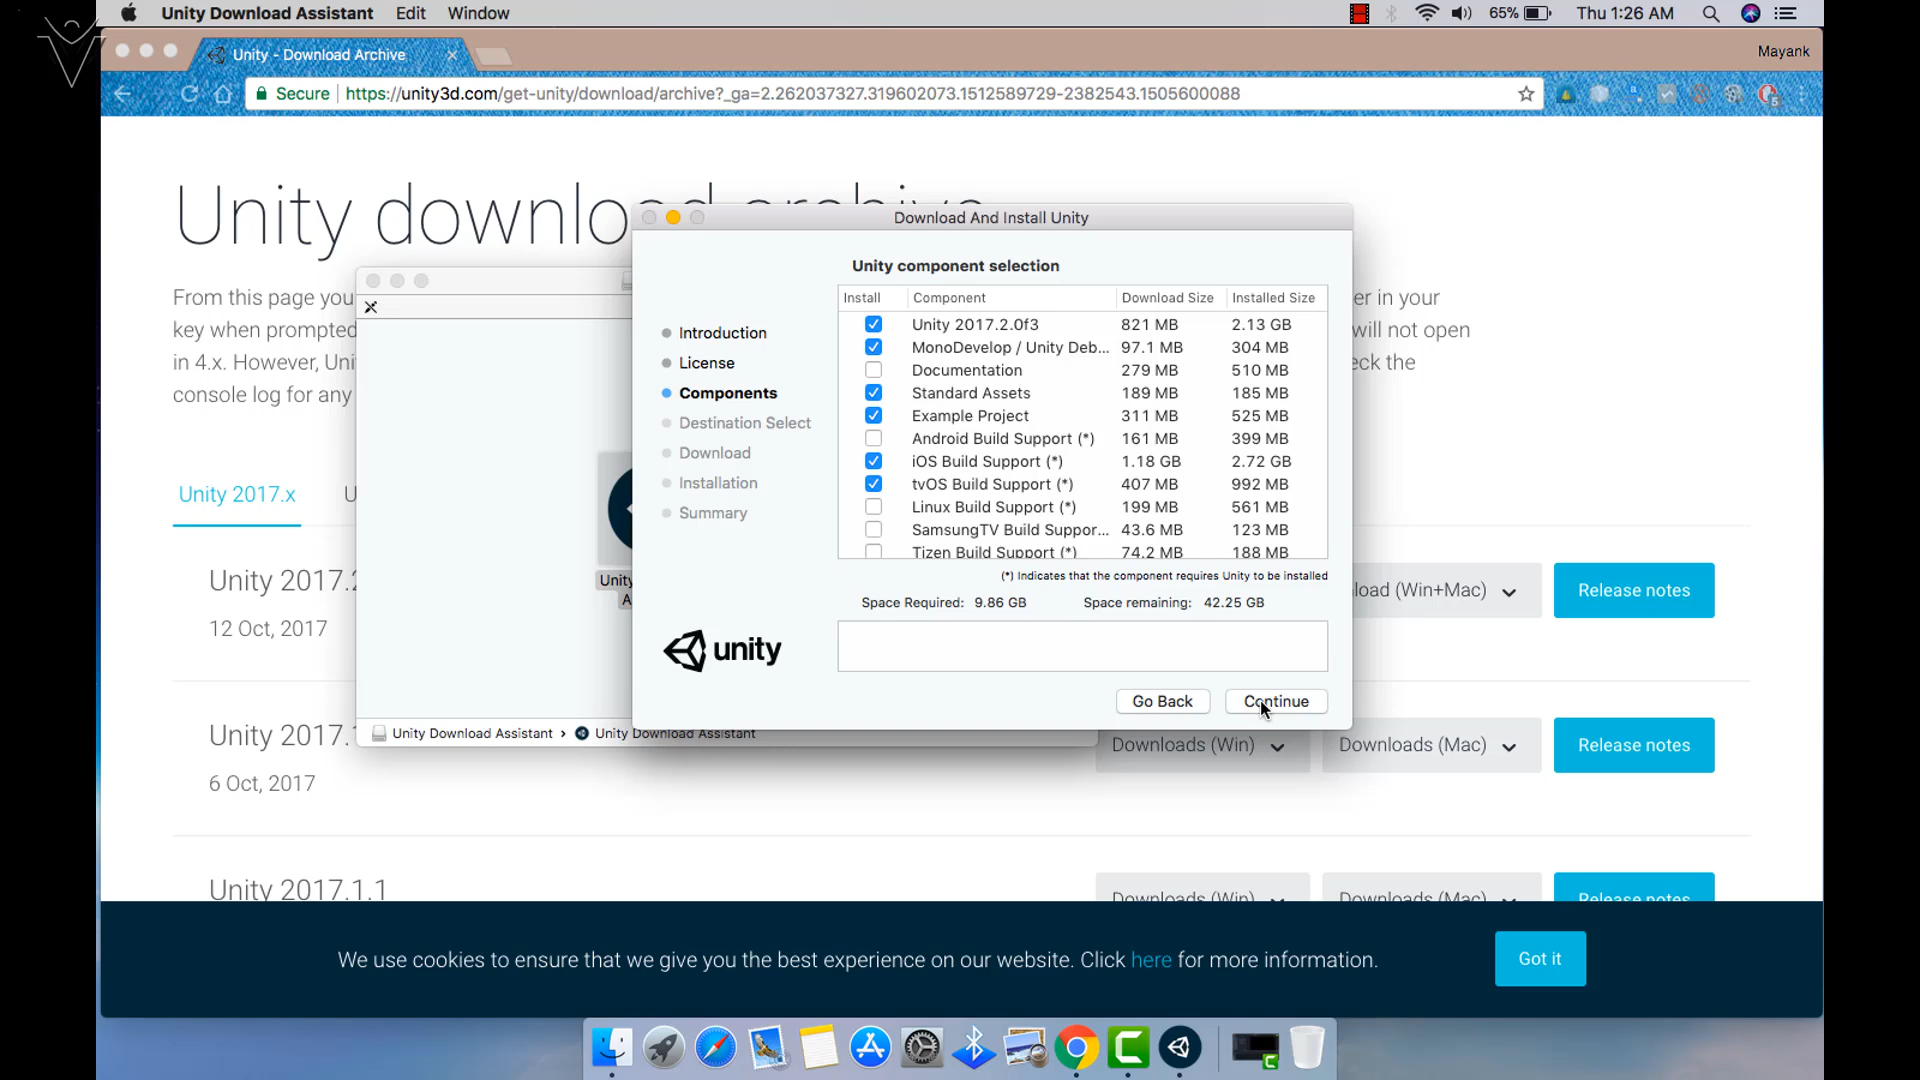 Unity Download Assistant Edit Window 65% Thu 1:26 AM
Unity - Download Archive Mayank
Secure https://unity3d.com/get-unity/download/archive?_ga=2.262037327.319602073.1512589729-2382543.1505600088
Unity download archive
From this page you er in your
key when prompted will not open
in 4.x. However, Uni eck the
console log for any
Download And Install Unity
Unity component selection
Install Component Download Size Installed Size
Unity 2017.2.0f3 821 MB 2.13 GB
MonoDevelop / Unity Deb... 97.1 MB 304 MB
Documentation 279 MB 510 MB
Standard Assets 189 MB 185 MB
Example Project 311 MB 525 MB
Android Build Support (*) 161 MB 399 MB
iOS Build Support (*) 1.18 GB 2.72 GB
tvOS Build Support (*) 407 MB 992 MB
Linux Build Support (*) 199 MB 561 MB
SamsungTV Build Suppor... 43.6 MB 123 MB
Tizen Build Support (*) 74.2 MB 188 MB
Introduction
License
Components
Destination Select
Download
Installation
Summary
(*) Indicates that the component requires Unity to be installed
Space Required: 9.86 GB Space remaining: 42.25 GB
unity
Go Back Continue
Unity
A
Unity Download Assistant › Unity Download Assistant
Unity 2017.x U
Unity 2017.2 load (Win+Mac) Release notes
12 Oct, 2017
Unity 2017.1 Downloads (Win) Downloads (Mac) Release notes
6 Oct, 2017
Unity 2017.1.1 Downloads (Win) Downloads (Mac) Release notes
We use cookies to ensure that we give you the best experience on our website. Click here for more information. Got it